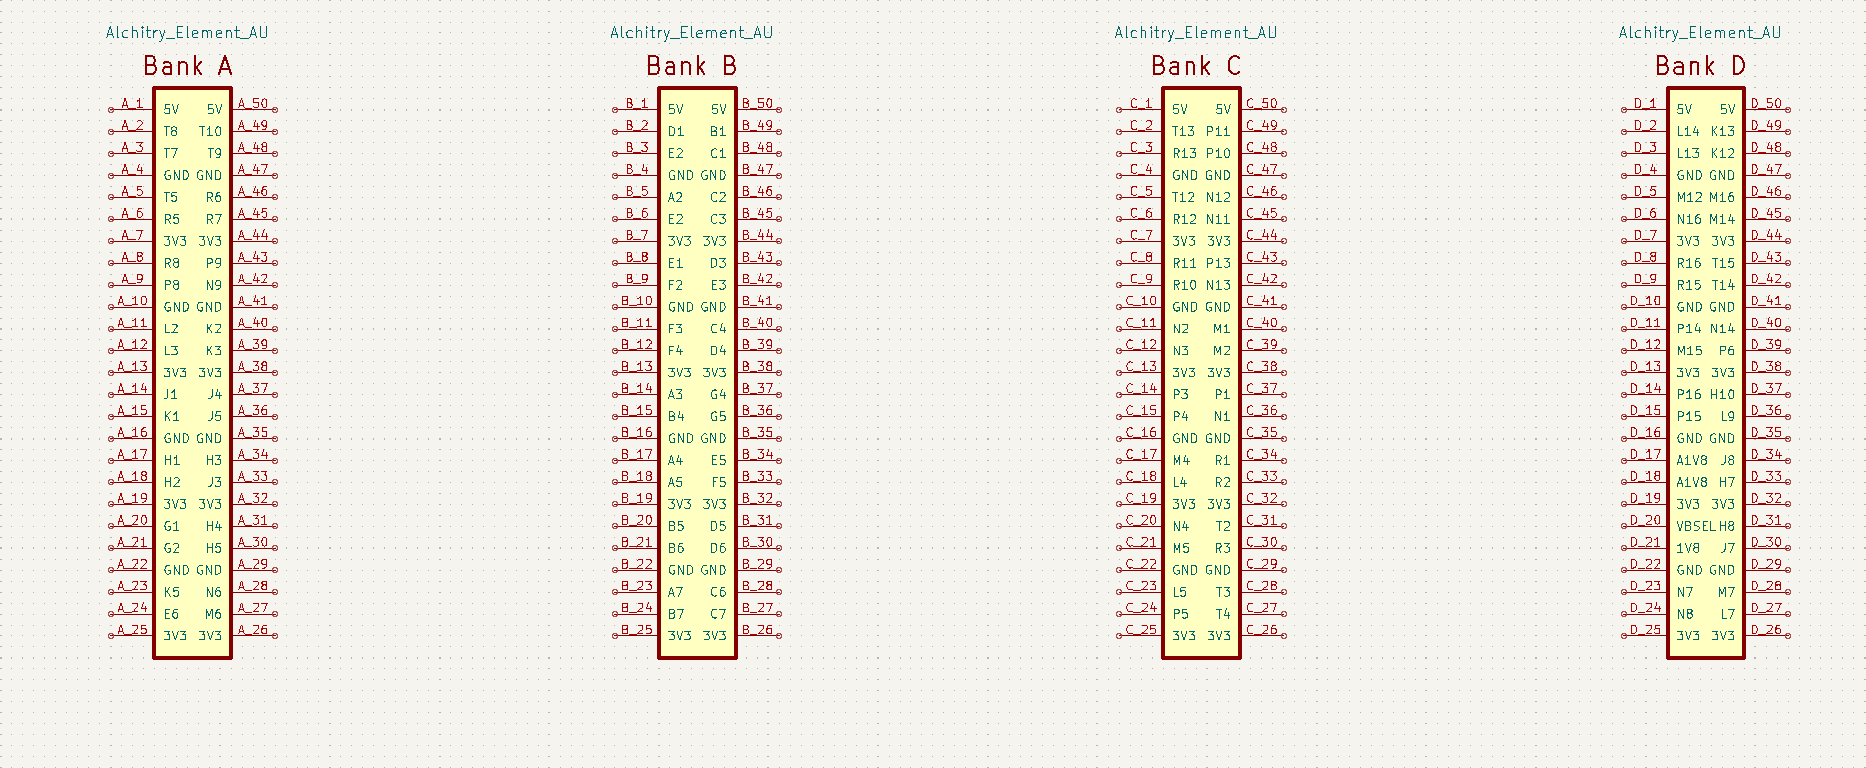 Alchitry_Element_AU Alchitry_Element_AU Alchitry_Element_AU Alchitry_Element_AU
Bank A Bank B Bank C Bank D
A_1 5V 5V A_50 B_1 5V 5V B_50 C_1 5V 5V C_50 D_1 5V 5V D_50
A_2 T8 T10 A_49 B_2 D1 B1 B_49 C_2 T13 P11 C_49 D_2 L14 K13 D_49
A_3 T7 T9 A_48 B_3 E2 C1 B_48 C_3 R13 P10 C_48 D_3 L13 K12 D_48
A_4 GND GND A_47 B_4 GND GND B_47 C_4 GND GND C_47 D_4 GND GND D_47
A_5 T5 R6 A_46 B_5 A2 C2 B_46 C_5 T12 N12 C_46 D_5 M12 M16 D_46
A_6 R5 R7 A_45 B_6 E2 C3 B_45 C_6 R12 N11 C_45 D_6 N16 M14 D_45
A_7 3V3 3V3 A_44 B_7 3V3 3V3 B_44 C_7 3V3 3V3 C_44 D_7 3V3 3V3 D_44
A_8 R8 P9 A_43 B_8 E1 D3 B_43 C_8 R11 P13 C_43 D_8 R16 T15 D_43
A_9 P8 N9 A_42 B_9 F2 E3 B_42 C_9 R10 N13 C_42 D_9 R15 T14 D_42
A_10 GND GND A_41 B_10 GND GND B_41 C_10 GND GND C_41 D_10 GND GND D_41
A_11 L2 K2 A_40 B_11 F3 C4 B_40 C_11 N2 M1 C_40 D_11 P14 N14 D_40
A_12 L3 K3 A_39 B_12 F4 D4 B_39 C_12 N3 M2 C_39 D_12 M15 P6 D_39
A_13 3V3 3V3 A_38 B_13 3V3 3V3 B_38 C_13 3V3 3V3 C_38 D_13 3V3 3V3 D_38
A_14 J1 J4 A_37 B_14 A3 G4 B_37 C_14 P3 P1 C_37 D_14 P16 H10 D_37
A_15 K1 J5 A_36 B_15 B4 G5 B_36 C_15 P4 N1 C_36 D_15 P15 L9 D_36
A_16 GND GND A_35 B_16 GND GND B_35 C_16 GND GND C_35 D_16 GND GND D_35
A_17 H1 H3 A_34 B_17 A4 E5 B_34 C_17 M4 R1 C_34 D_17 A1V8 J8 D_34
A_18 H2 J3 A_33 B_18 A5 F5 B_33 C_18 L4 R2 C_33 D_18 A1V8 H7 D_33
A_19 3V3 3V3 A_32 B_19 3V3 3V3 B_32 C_19 3V3 3V3 C_32 D_19 3V3 3V3 D_32
A_20 G1 H4 A_31 B_20 B5 D5 B_31 C_20 N4 T2 C_31 D_20 VBSEL H8 D_31
A_21 G2 H5 A_30 B_21 B6 D6 B_30 C_21 M5 R3 C_30 D_21 1V8 J7 D_30
A_22 GND GND A_29 B_22 GND GND B_29 C_22 GND GND C_29 D_22 GND GND D_29
A_23 K5 N6 A_28 B_23 A7 C6 B_28 C_23 L5 T3 C_28 D_23 N7 M7 D_28
A_24 E6 M6 A_27 B_24 B7 C7 B_27 C_24 P5 T4 C_27 D_24 N8 L7 D_27
A_25 3V3 3V3 A_26 B_25 3V3 3V3 B_26 C_25 3V3 3V3 C_26 D_25 3V3 3V3 D_26